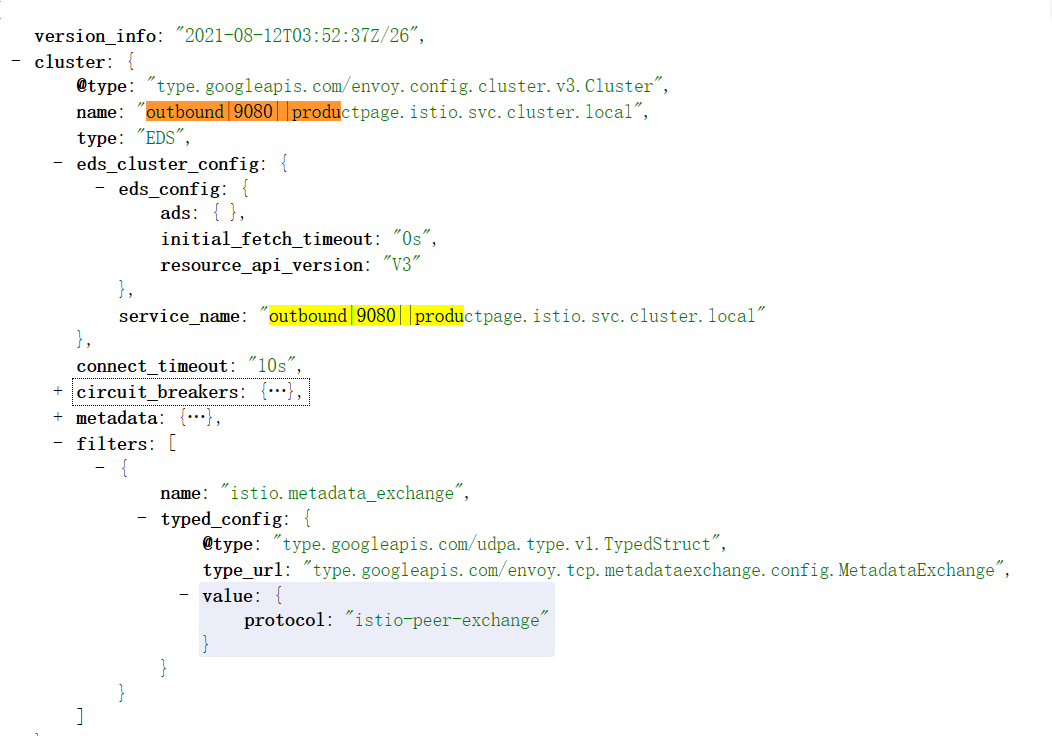 version_info: "2021-08-12T03:52:37Z/26",
- cluster: {
@type: "type.googleapis.com/envoy.config.cluster.v3.Cluster",
name: "outbound|9080||productpage.istio.svc.cluster.local",
type: "EDS",
- eds_cluster_config: {
- eds_config: {
ads: { },
initial_fetch_timeout: "0s",
resource_api_version: "V3"
},
service_name: "outbound|9080||productpage.istio.svc.cluster.local"
},
connect_timeout: "10s",
+ circuit_breakers: {…},
+ metadata: {…},
- filters: [
- {
name: "istio.metadata_exchange",
- typed_config: {
@type: "type.googleapis.com/udpa.type.v1.TypedStruct",
type_url: "type.googleapis.com/envoy.tcp.metadataexchange.config.MetadataExchange",
- value: {
protocol: "istio-peer-exchange"
}
}
}
]